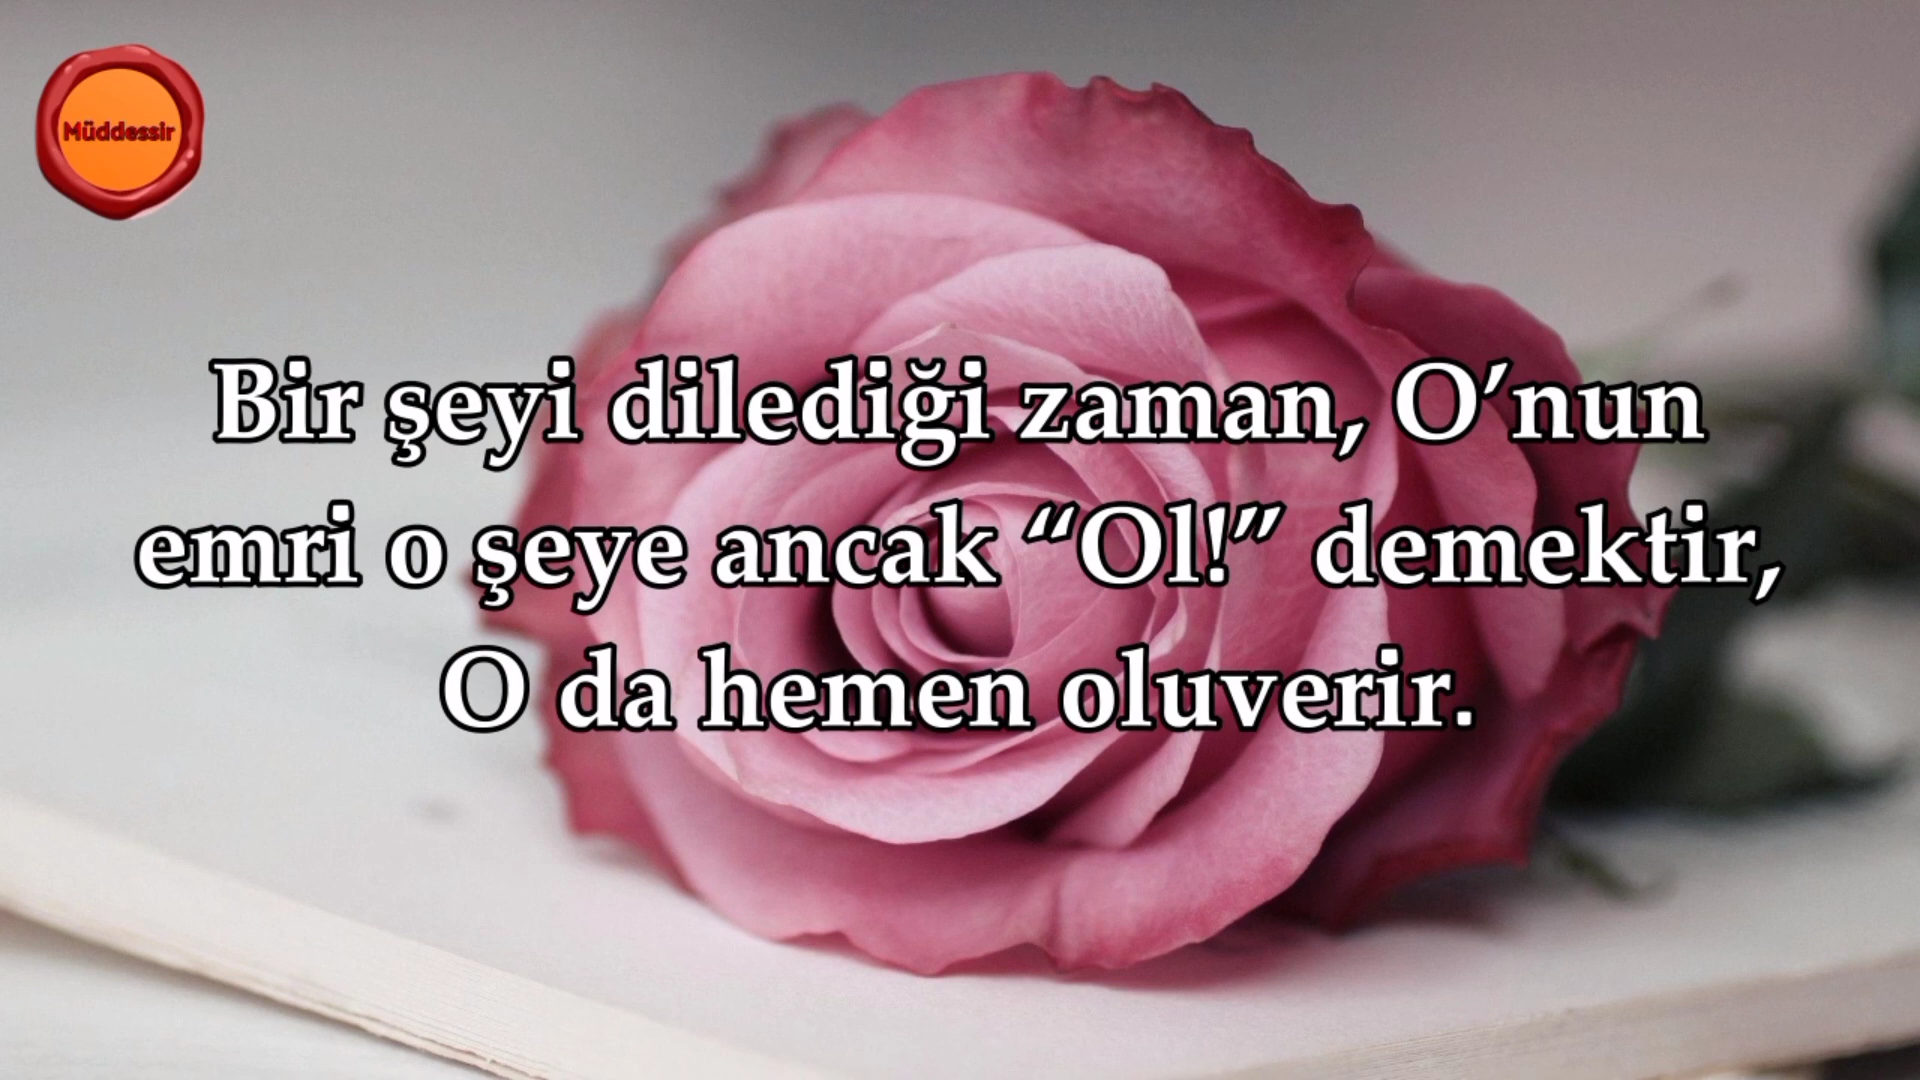 Müddessir
Bir şeyi dilediği zaman, O’nun
emri o şeye ancak “Ol!” demektir,
O da hemen oluverir.